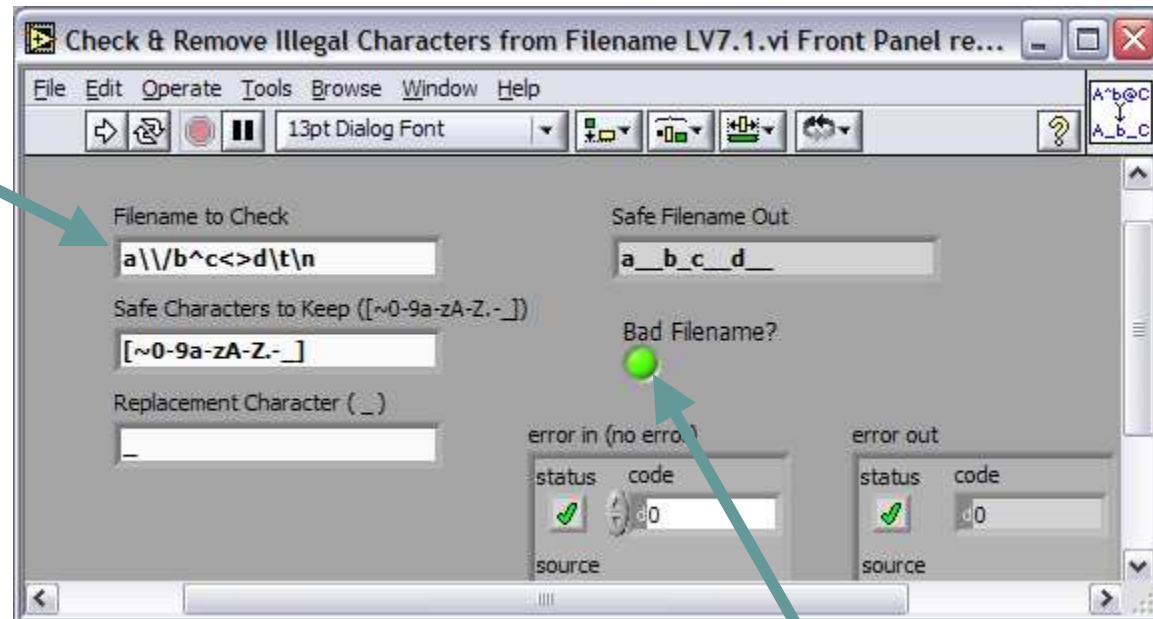 Check & Remove Illegal Characters from Filename LV7.1.vi Front Panel re...
File Edit Operate Tools Browse Window Help
13pt Dialog Font
A^b@C
A_b_C
Filename to Check
a\\/b^c<>d\t\n
Safe Characters to Keep ([~0-9a-zA-Z.-_])
[~0-9a-zA-Z.-_]
Replacement Character ( _ )
_
Safe Filename Out
a__b_c__d__
Bad Filename?
error in (no error)
status code
d0
source
error out
status code
d0
source